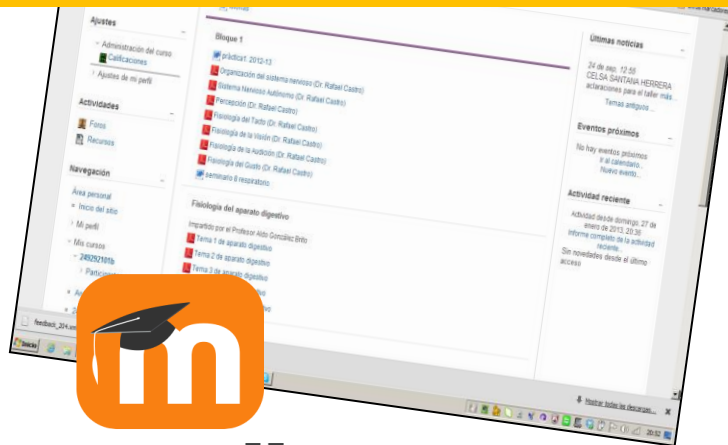 Ajustes
Administración del curso
Calificaciones
Ajustes de mi perfil
Actividades
Foros
Recursos
Navegación
Área personal
Inicio del sitio
Mi perfil
Mis cursos
249292101b
Bloque 1
práctica1. 2012-13
Organización del sistema nervioso (Dr. Rafael Castro)
Sistema Nervioso Autónomo (Dr. Rafael Castro)
Percepción (Dr. Rafael Castro)
Fisiología del Tacto (Dr. Rafael Castro)
Fisiología de la Visión (Dr. Rafael Castro)
Fisiología de la Audición (Dr. Rafael Castro)
Fisiología del Gusto (Dr. Rafael Castro)
seminario 8 respiratorio
Fisiología del aparato digestivo
Impartido por el Profesor Aldo González Brito
Tema 1 de aparato digestivo
Tema 2 de aparato digestivo
Tema 3 de aparato digestivo
Últimas noticias
24 de sep, 12:58
CELSA SANTANA HERRERA
aclaraciones para el taller más...
Temas antiguos ...
Eventos próximos
No hay eventos próximos
Ir al calendario...
Nuevo evento...
Actividad reciente
Actividad desde domingo, 27 de
enero de 2013, 20:36
Informe completo de la actividad
reciente...
Sin novedades desde el último
acceso
Inicio
Mostrar todas las descargas...
20:52
m